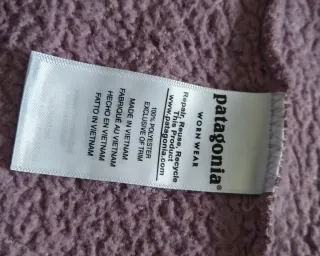 patagonia®
WORN WEAR
Repair, Reuse, Recycle
This Product
www.patagonia.com
100% POLYESTER
EXCLUSIVE OF TRIM
MADE IN VIETNAM
FABRIQUÉ AU VIETNAM
HECHO EN VIETNAM
FATTO IN VIETNAM